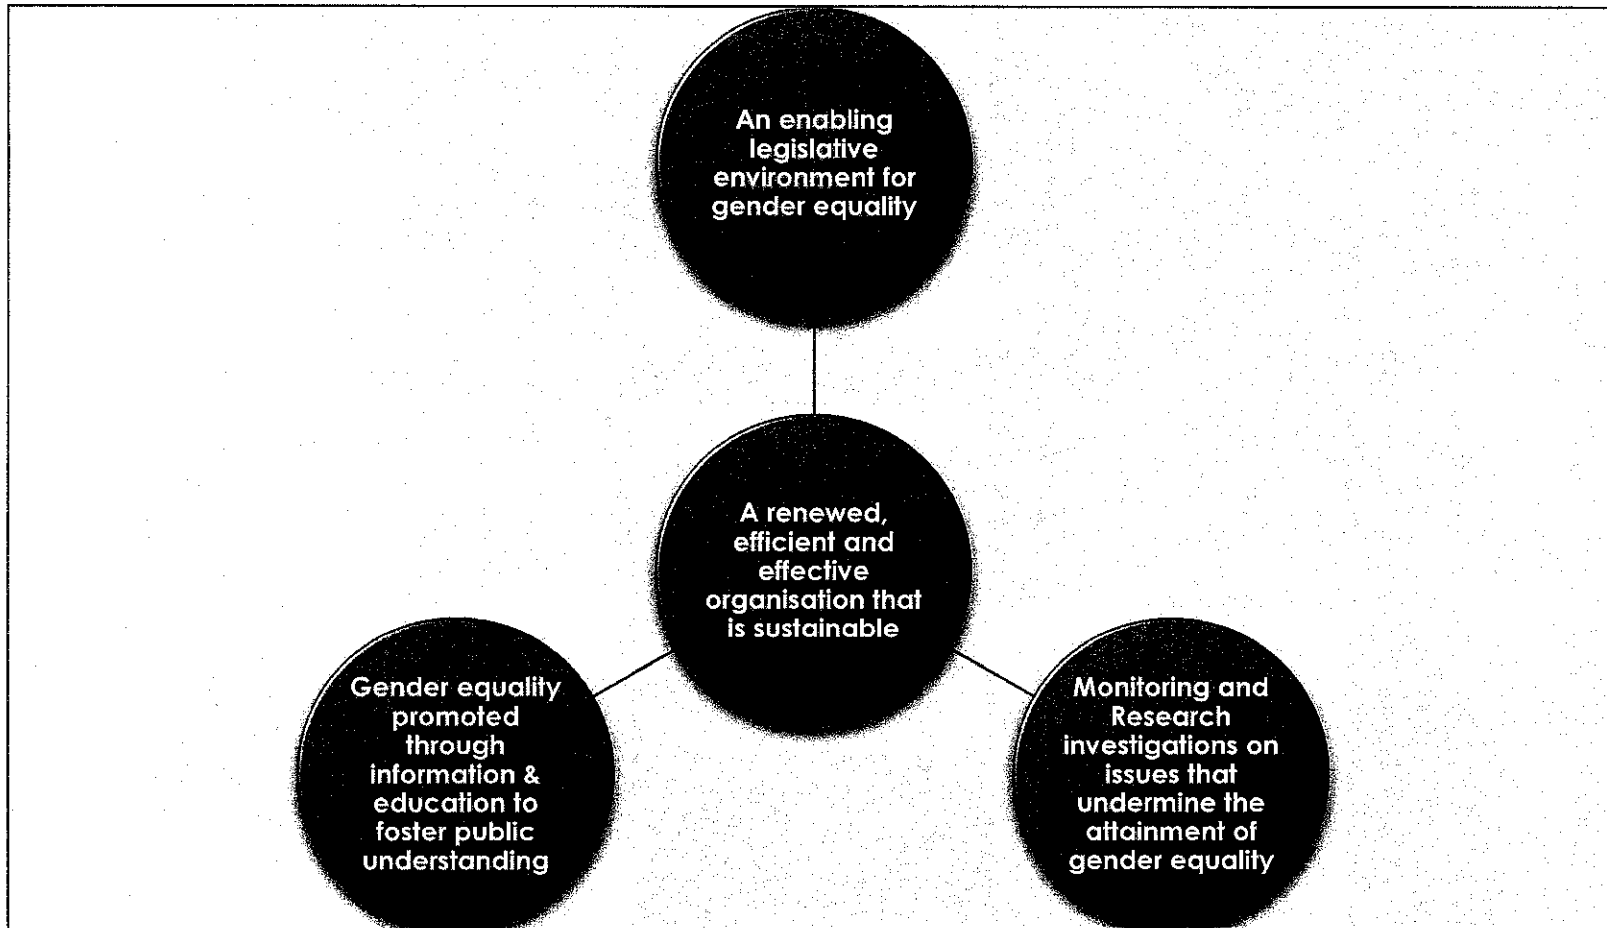 An enabling
legislative
environment for
gender equality
A renewed,
efficient and
effective
organisation that
is sustainable
Gender equality
promoted
through
information &
education to
foster public
understanding
Monitoring and
Research
investigations on
issues that
undermine the
attainment of
gender equality